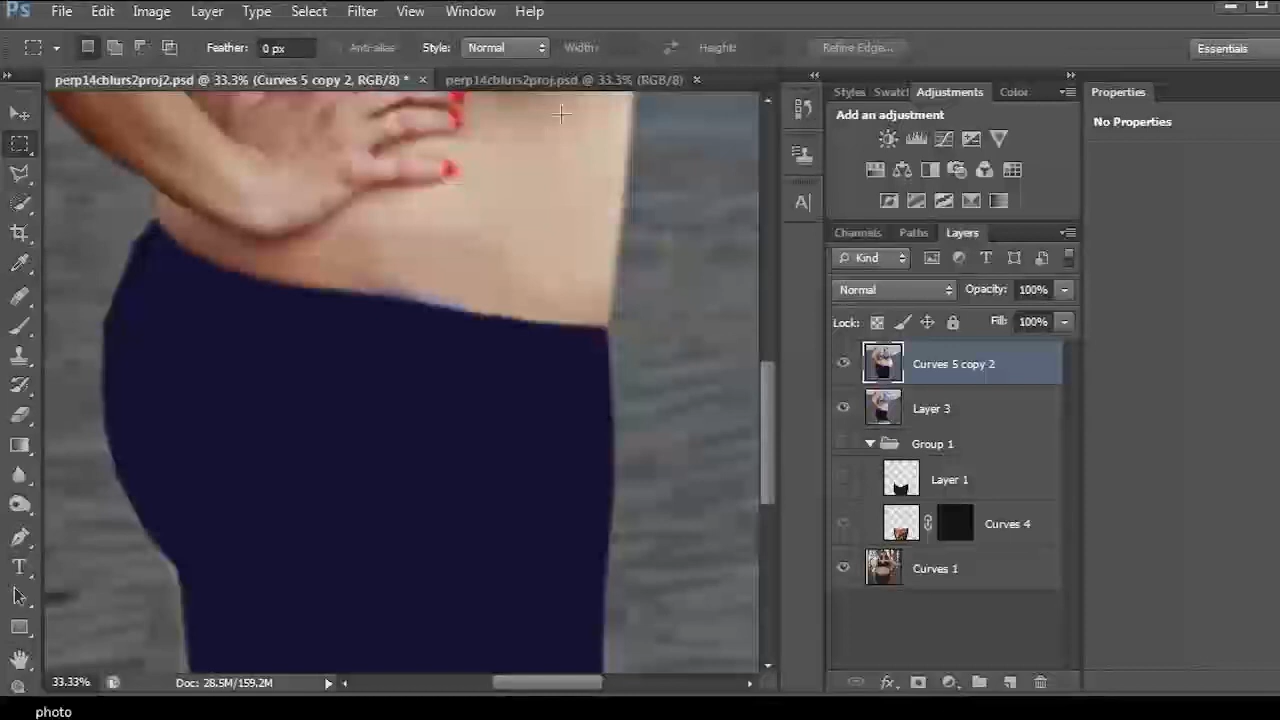 Ps File Edit Image Layer Type Select Filter View Window Help
Feather: 0 px Anti-alias Style: Normal Width: Height: Refine Edge... Essentials
perp14cblurs2proj2.psd @ 33.3% (Curves 5 copy 2, RGB/8) * × perp14cblurs2proj.psd @ 33.3% (RGB/8) ×
Styles Swatcl Adjustments Color Properties
Add an adjustment
No Properties
A|
Channels Paths Layers
Kind T
Normal Opacity: 100%
Lock: Fill: 100%
Curves 5 copy 2
Layer 3
Group 1
Layer 1
Curves 4
Curves 1
T
33.33% Doc: 28.5M/159.2M
fx
photo